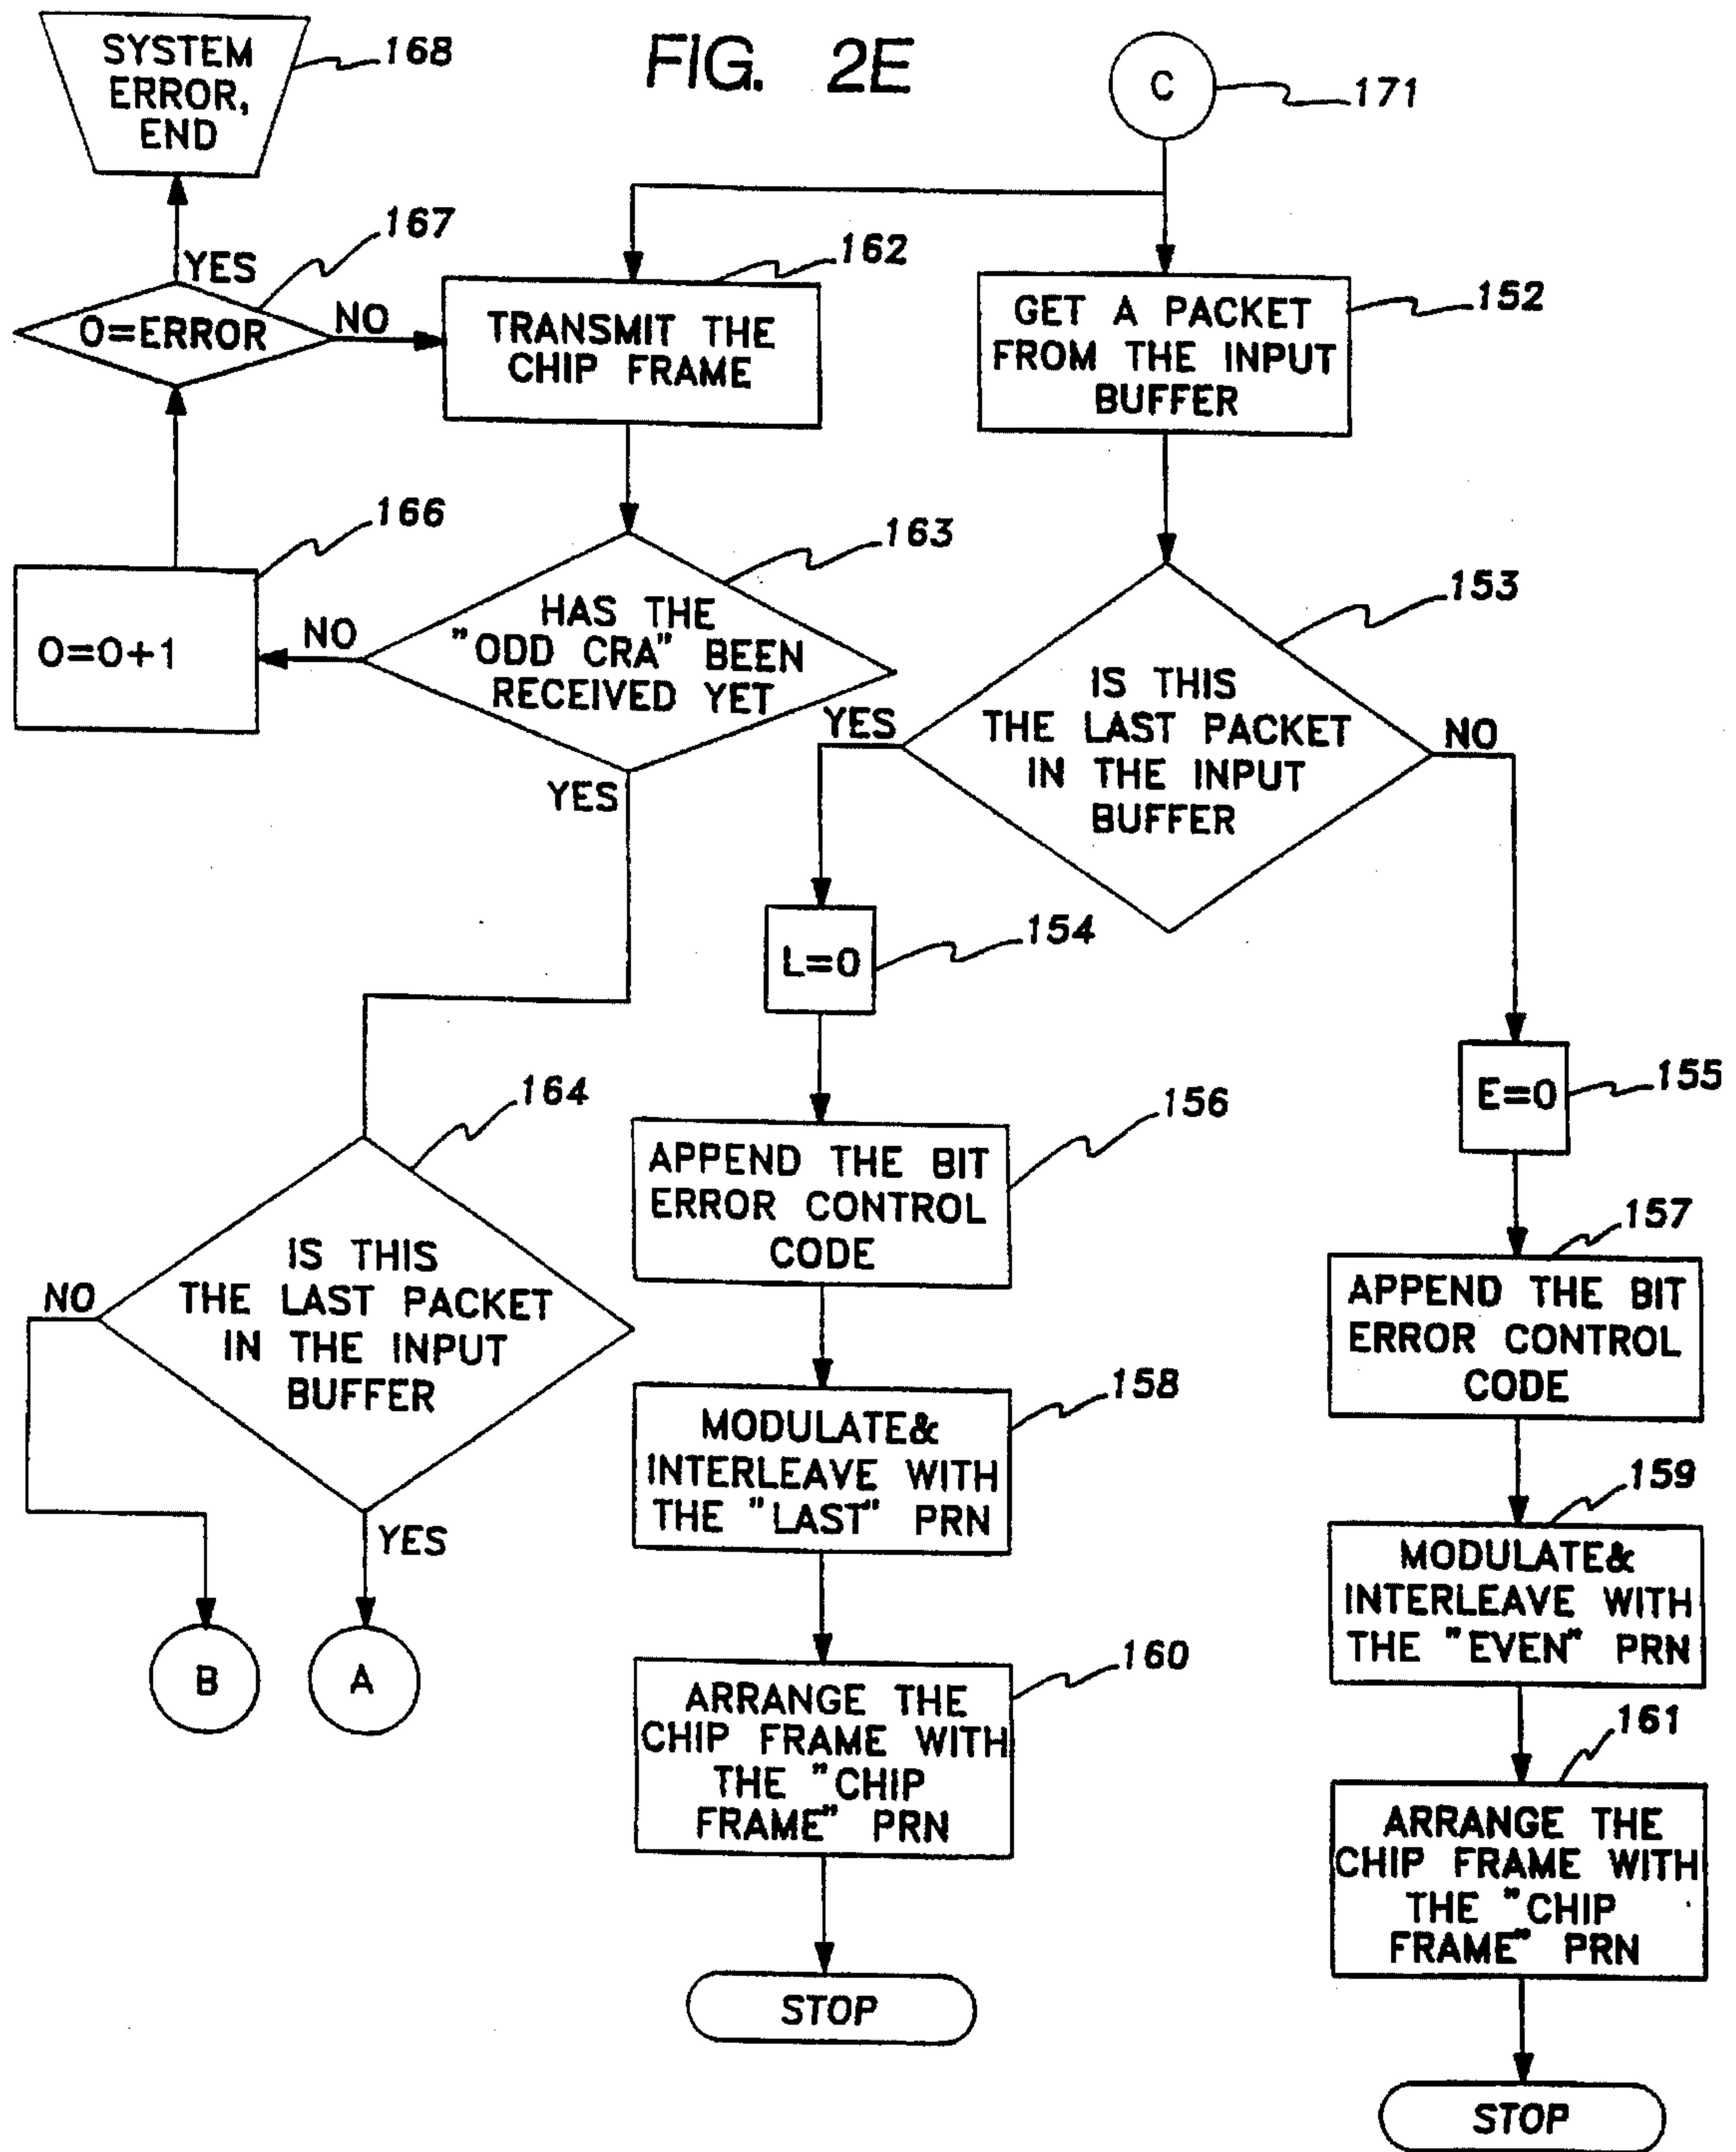 FIG. 2E
SYSTEM
ERROR,
END
168
C
171
YES
167
O=ERROR
NO
162
TRANSMIT THE
CHIP FRAME
152
GET A PACKET
FROM THE INPUT
BUFFER
166
O=O+1
NO
163
HAS THE
"ODD CRA" BEEN
RECEIVED YET
YES
153
IS THIS
THE LAST PACKET
IN THE INPUT
BUFFER
YES
NO
154
L=0
155
E=0
164
IS THIS
THE LAST PACKET
IN THE INPUT
BUFFER
NO
YES
B
A
156
APPEND THE BIT
ERROR CONTROL
CODE
158
MODULATE&
INTERLEAVE WITH
THE "LAST" PRN
160
ARRANGE THE
CHIP FRAME WITH
THE "CHIP
FRAME" PRN
STOP
157
APPEND THE BIT
ERROR CONTROL
CODE
159
MODULATE&
INTERLEAVE WITH
THE "EVEN" PRN
161
ARRANGE THE
CHIP FRAME WITH
THE "CHIP
FRAME" PRN
STOP